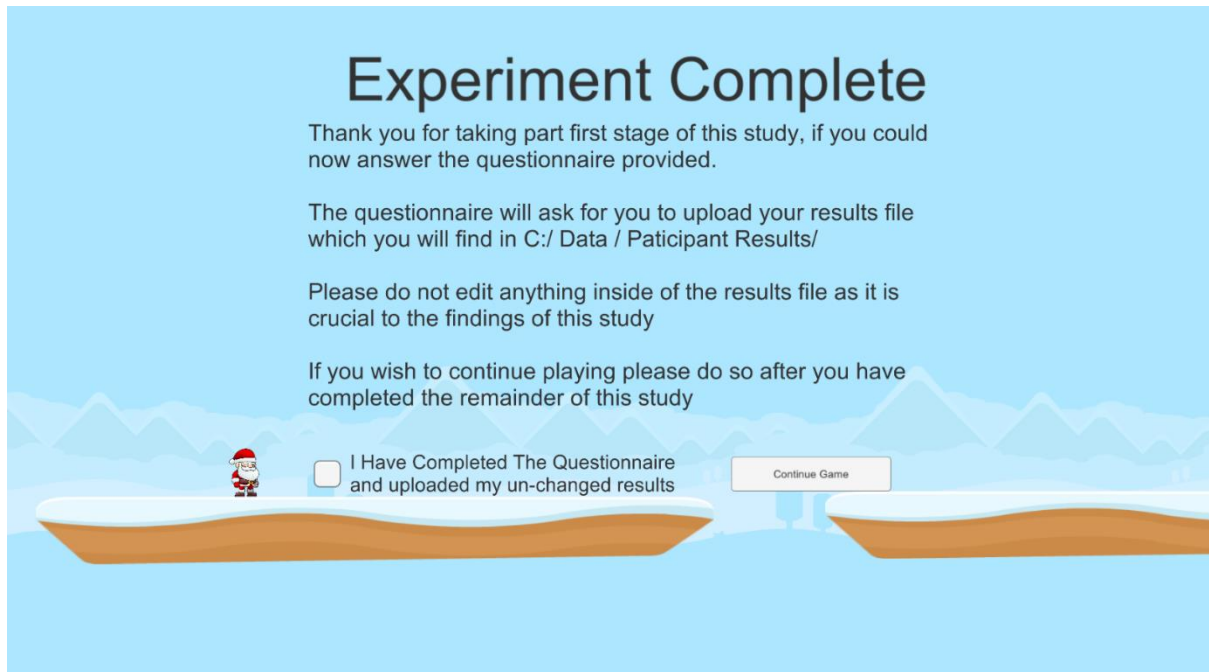 Experiment Complete
Thank you for taking part first stage of this study, if you could
now answer the questionnaire provided.
The questionnaire will ask for you to upload your results file
which you will find in C:/ Data / Paticipant Results/
Please do not edit anything inside of the results file as it is
crucial to the findings of this study
If you wish to continue playing please do so after you have
completed the remainder of this study
I Have Completed The Questionnaire
and uploaded my un-changed results
Continue Game